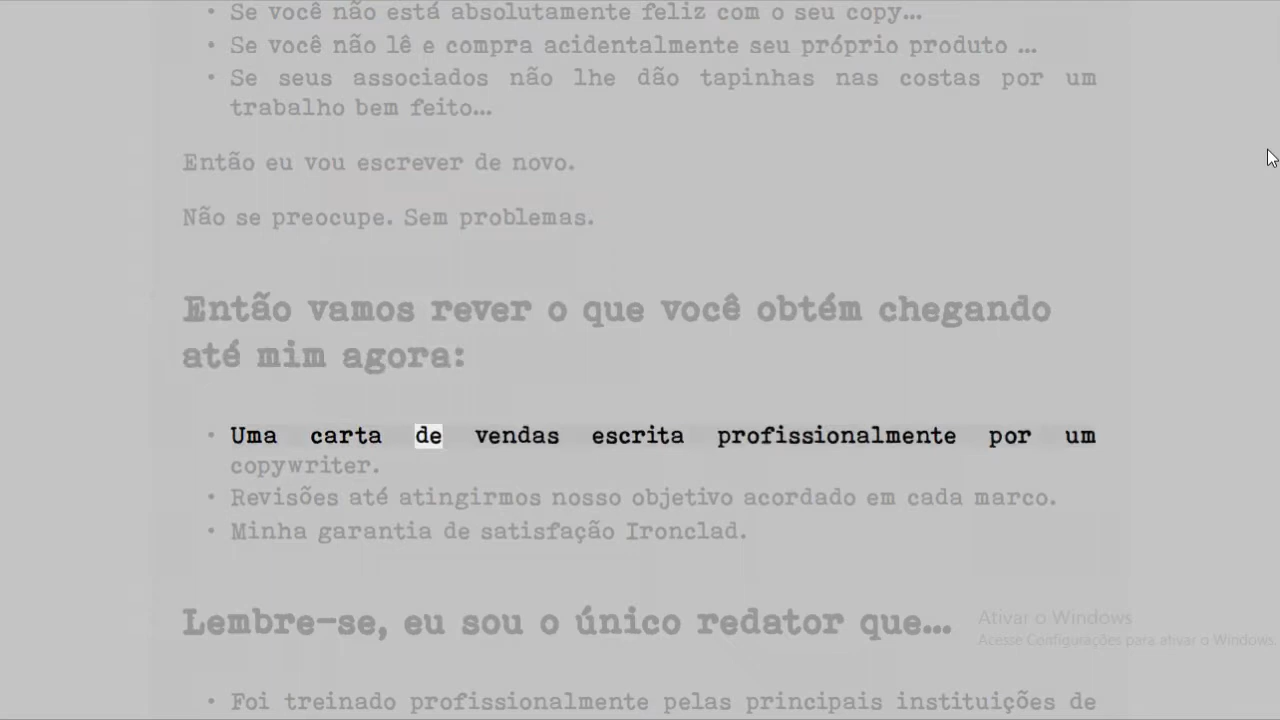 • Se você não está absolutamente feliz com o seu copy...
• Se você não lê e compra acidentalmente seu próprio produto ...
• Se seus associados não lhe dão tapinhas nas costas por um
trabalho bem feito...
Então eu vou escrever de novo.
Não se preocupe. Sem problemas.
Então vamos rever o que você obtém chegando
até mim agora:
• Uma carta de vendas escrita profissionalmente por um
copywriter.
• Revisões até atingirmos nosso objetivo acordado em cada marco.
• Minha garantia de satisfação Ironclad.
Lembre-se, eu sou o único redator que...
Ativar o Windows
Acesse Configurações para ativar o Windows.
• Foi treinado profissionalmente pelas principais instituições de